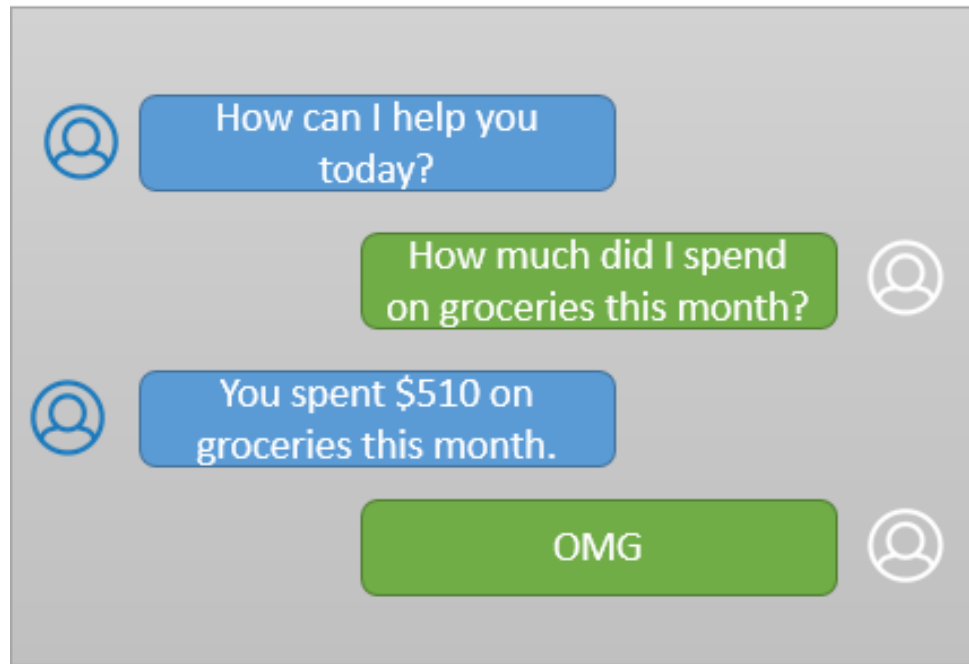 How can I help you
today?
How much did I spend
on groceries this month?
You spent $510 on
groceries this month.
OMG